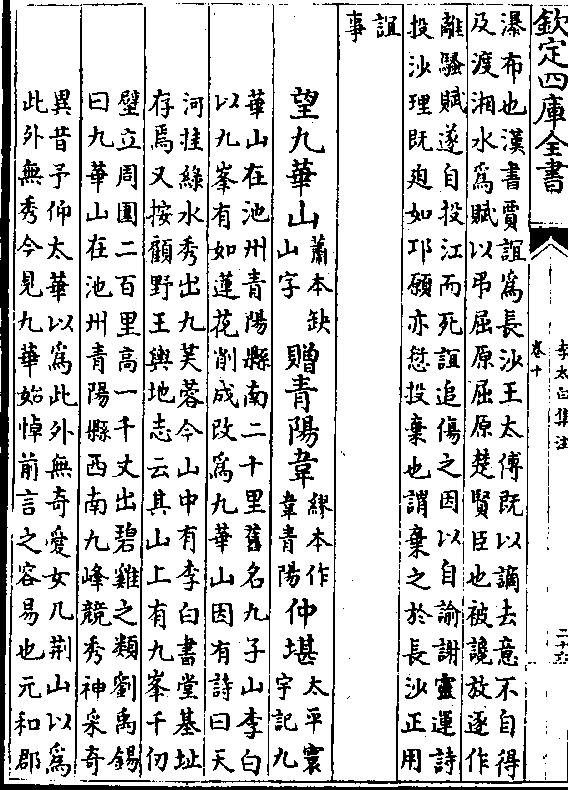 欽定四庫全書
李太白集注
卷十
瀑布也漢書賈誼爲長沙王太傅既以謫去意不自得
及渡湘水爲賦以弔屈原屈原楚賢臣也被讒放逐作
離騷賦遂自投江而死誼追傷之因以自諭謝靈運詩
投沙理既迫如卭願亦愆投棄也謂棄之於長沙正用
誼
事
望九華山蕭本缺山字贈青陽韋繆本作韋青陽仲堪太平寰宇記九
華山在池州青陽縣南二十里舊名九子山李白
以九峯有如蓮花削成改爲九華山因有詩曰天
河挂綠水秀出九芙蓉今山中有李白書堂基址
存焉又按顧野王輿地志云其山上有九峯千仞
壁立周圍二百里高一千丈出碧雞之類劉禹錫
曰九華山在池州青陽縣西南九峰競秀神采奇
異昔予仰太華以爲此外無奇愛女几荊山以爲
此外無秀今見九華始悼前言之容易也元和郡